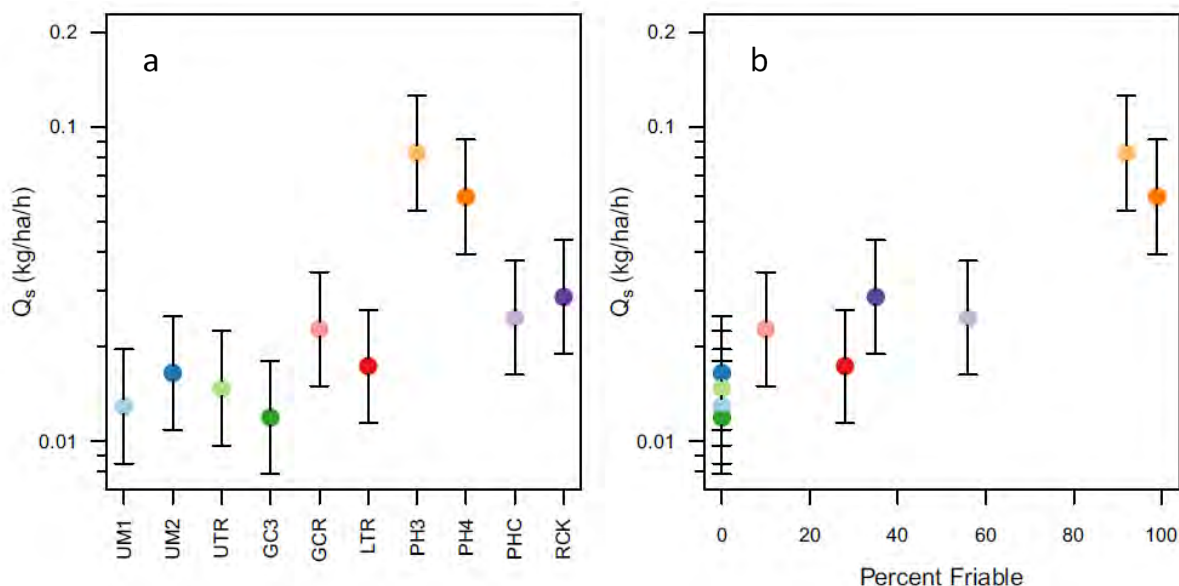 a
0.2
0.1
0.01
Qs (kg/ha/h)
UM1 UM2 UTR GC3 GCR LTR PH3 PH4 PHC RCK
b
0.2
0.1
0.01
Qs (kg/ha/h)
0 20 40 60 80 100
Percent Friable